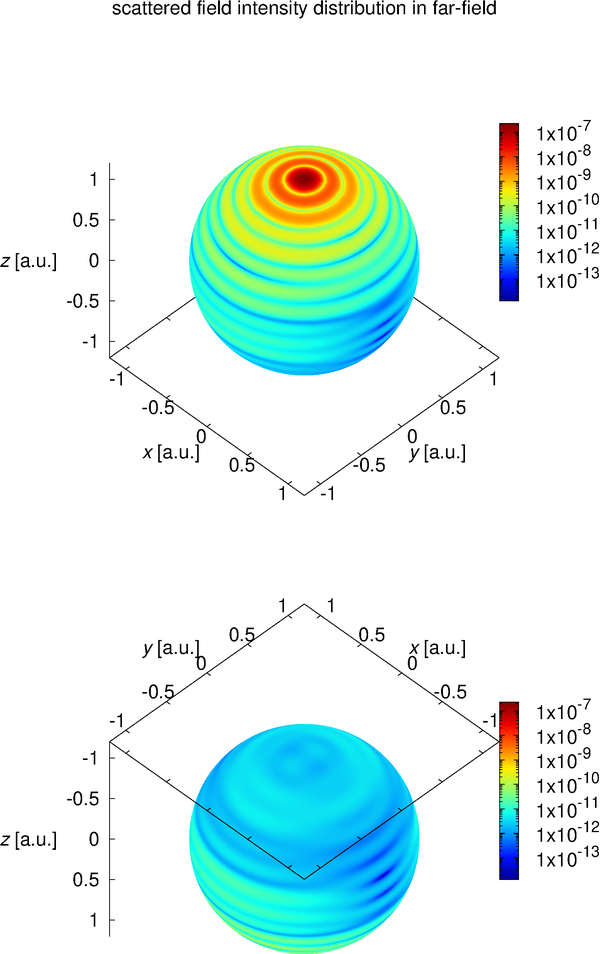 scattered field intensity distribution in far-field
1x10-7
1x10-8
1x10-9
1x10-10
1x10-11
1x10-12
1x10-13
1
0.5
z [a.u.] 0
-0.5
-1
-1 1
-0.5 0.5
0 0
x [a.u.] y [a.u.]
0.5 -0.5
1 -1
1 1
0.5 0.5
y [a.u.] x [a.u.]
0 0
-0.5 -0.5
-1 -1
1x10-7
1x10-8
1x10-9
1x10-10
1x10-11
1x10-12
1x10-13
-1
-0.5
z [a.u.] 0
0.5
1